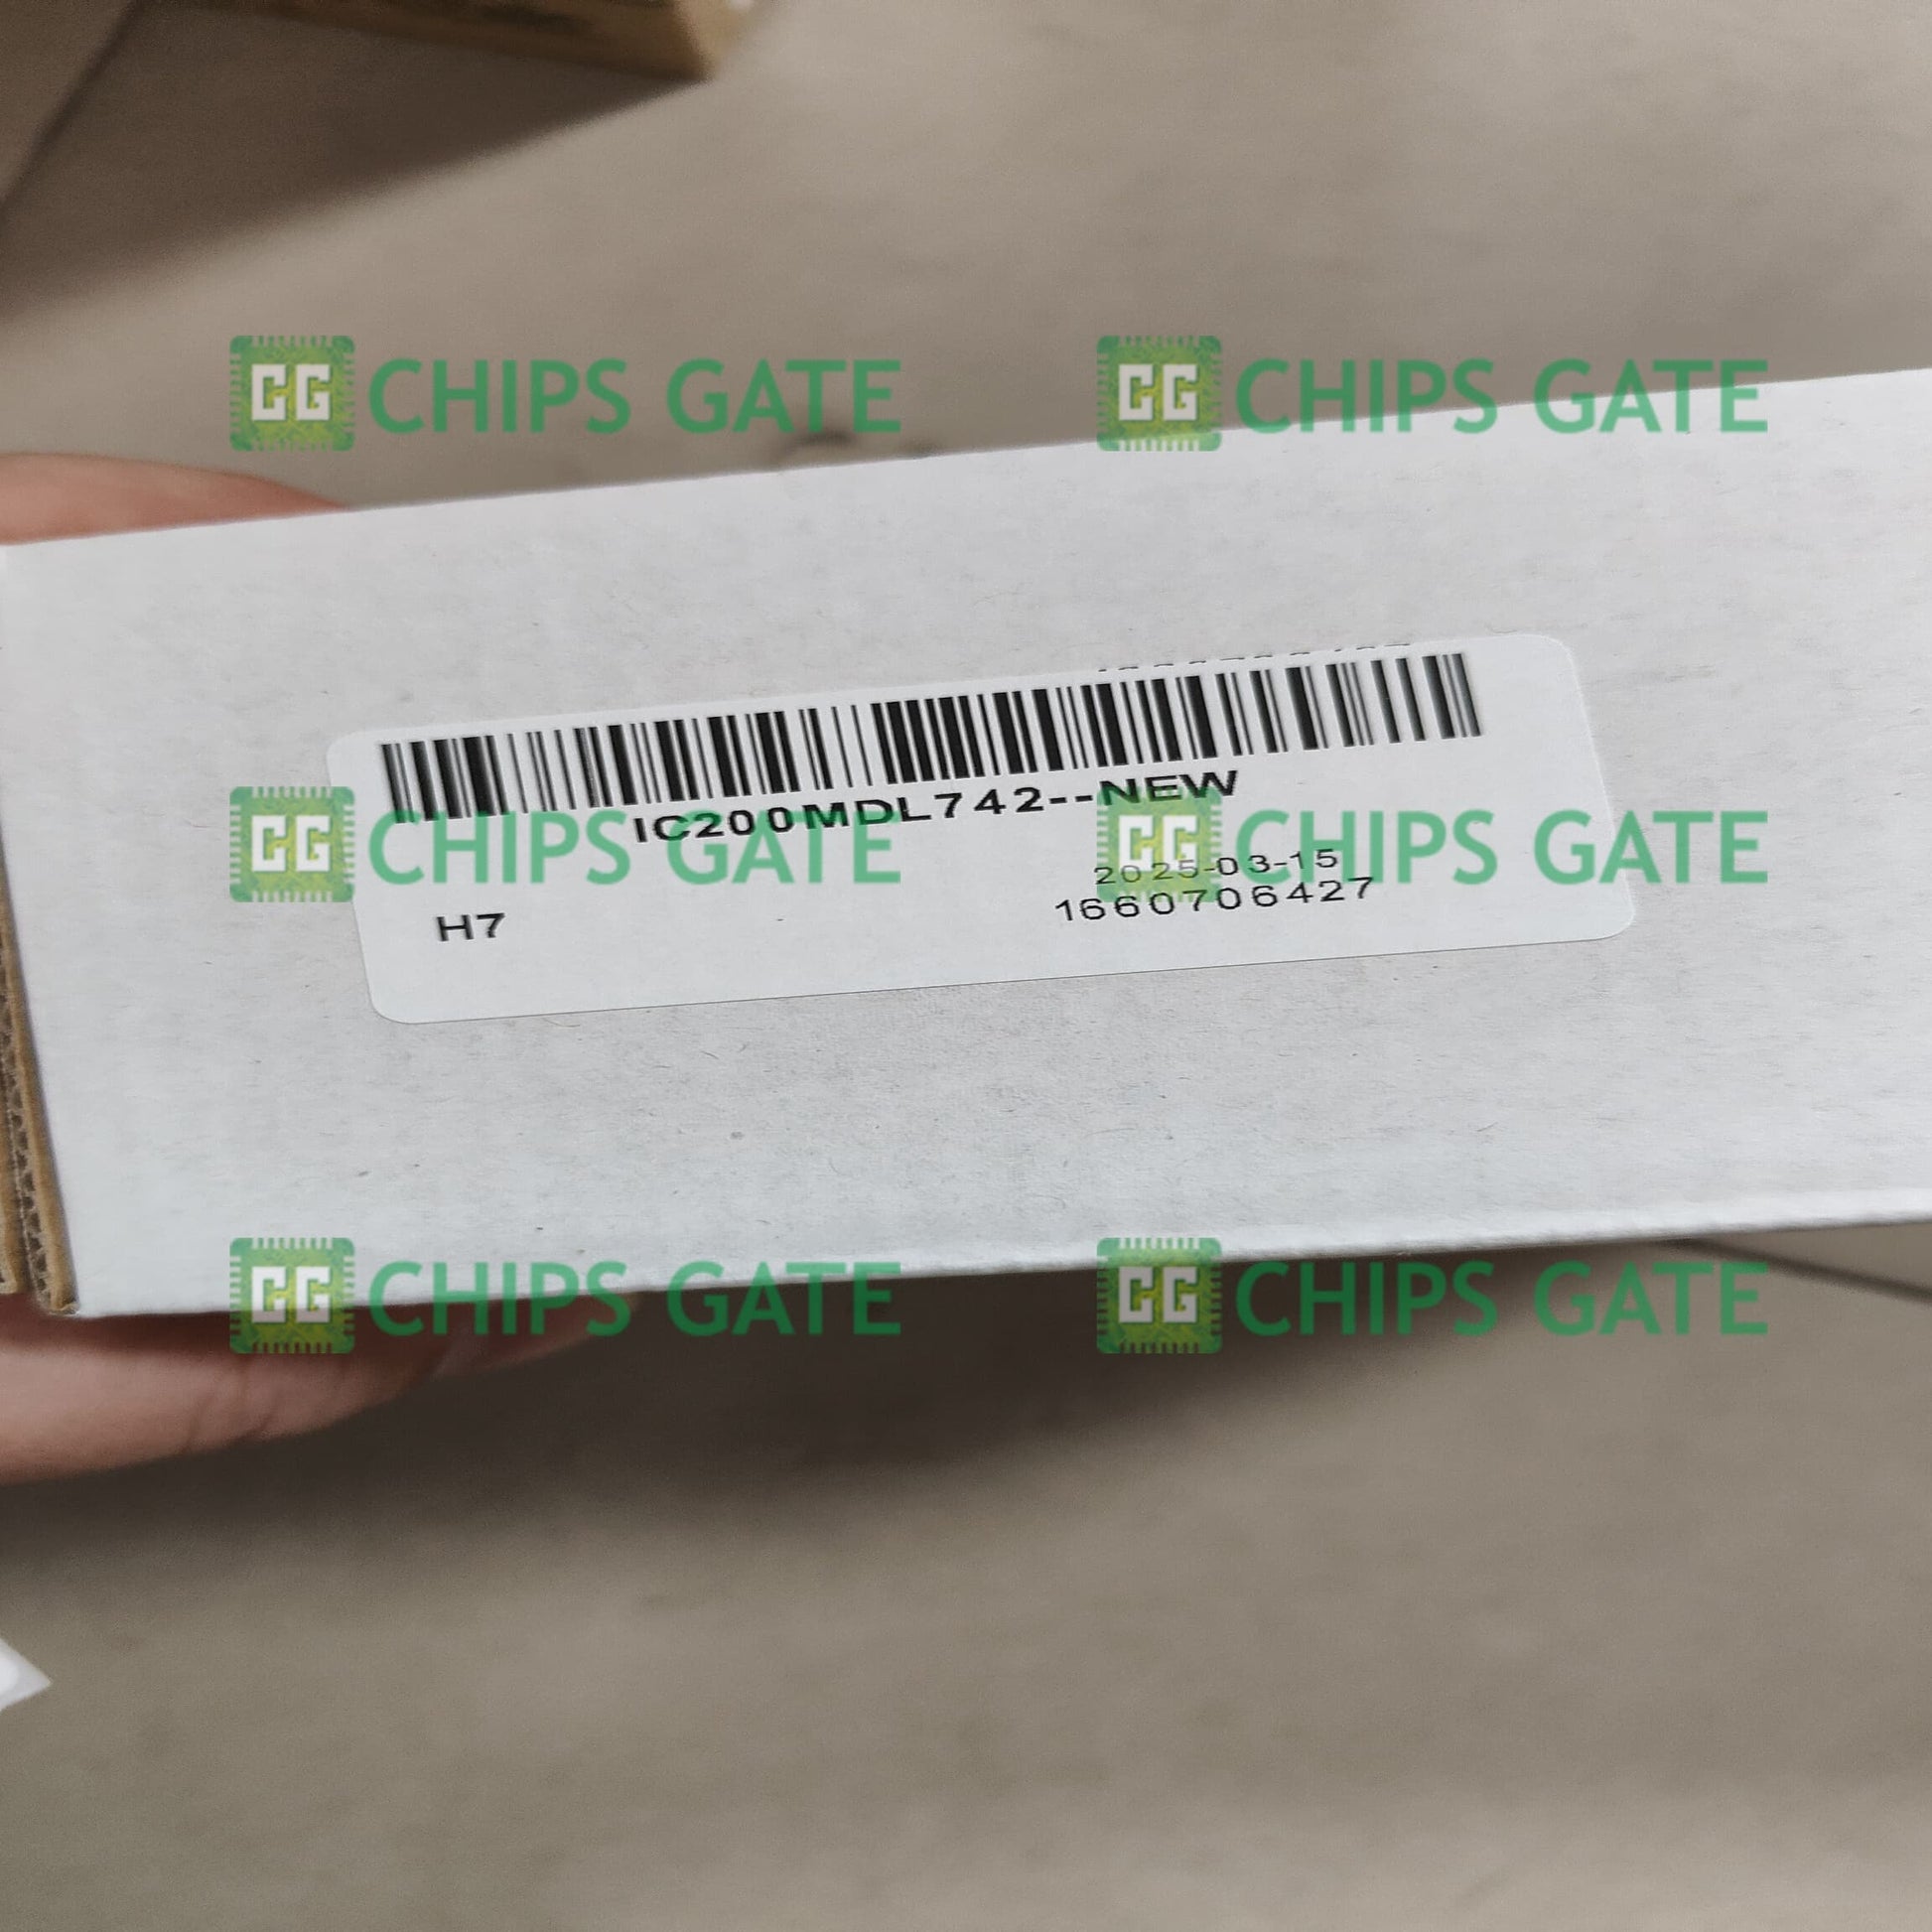 CG CHIPS GATE CG CHIPS GATE
IC200MDL742--NEW
CG CHIPS GATE CG CHIPS GATE
2025-03-15
H7 1660706427
CG CHIPS GATE CG CHIPS GATE